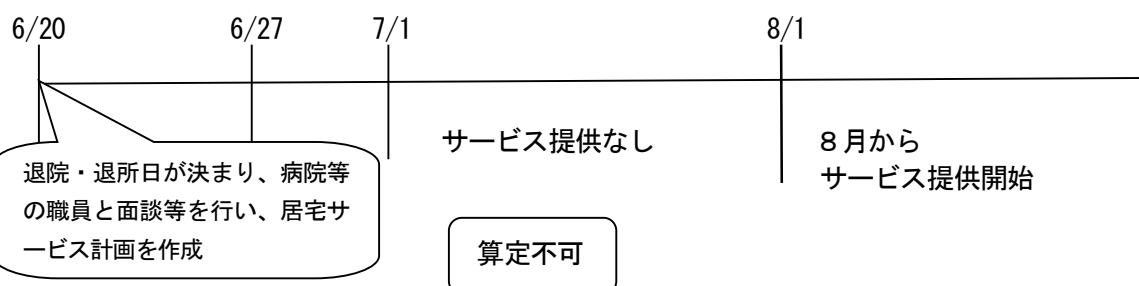 6/20
6/27
7/1
8/1
サービス提供なし
８月から
サービス提供開始
退院・退所日が決まり、病院等
の職員と面談等を行い、居宅サ
ービス計画を作成
算定不可